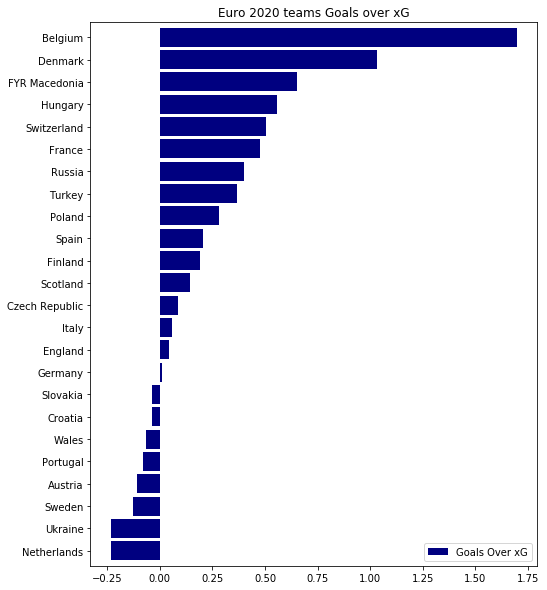 Euro 2020 teams Goals over xG
Belgium
Denmark
FYR Macedonia
Hungary
Switzerland
France
Russia
Turkey
Poland
Spain
Finland
Scotland
Czech Republic
Italy
England
Germany
Slovakia
Croatia
Wales
Portugal
Austria
Sweden
Ukraine
Netherlands
Goals Over xG
−0.25 0.00 0.25 0.50 0.75 1.00 1.25 1.50 1.75